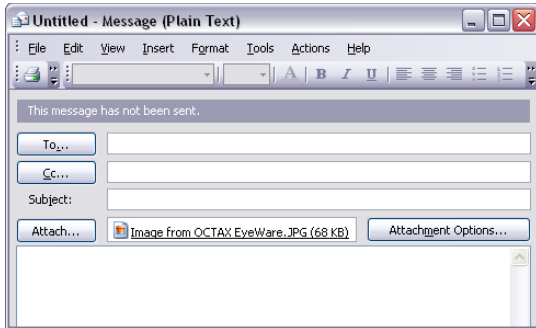 Untitled - Message (Plain Text)
File Edit View Insert Format Tools Actions Help
A B I U
This message has not been sent.
To...
Cc...
Subject:
Attach... Image from OCTAX EyeWare.JPG (68 KB) Attachment Options...